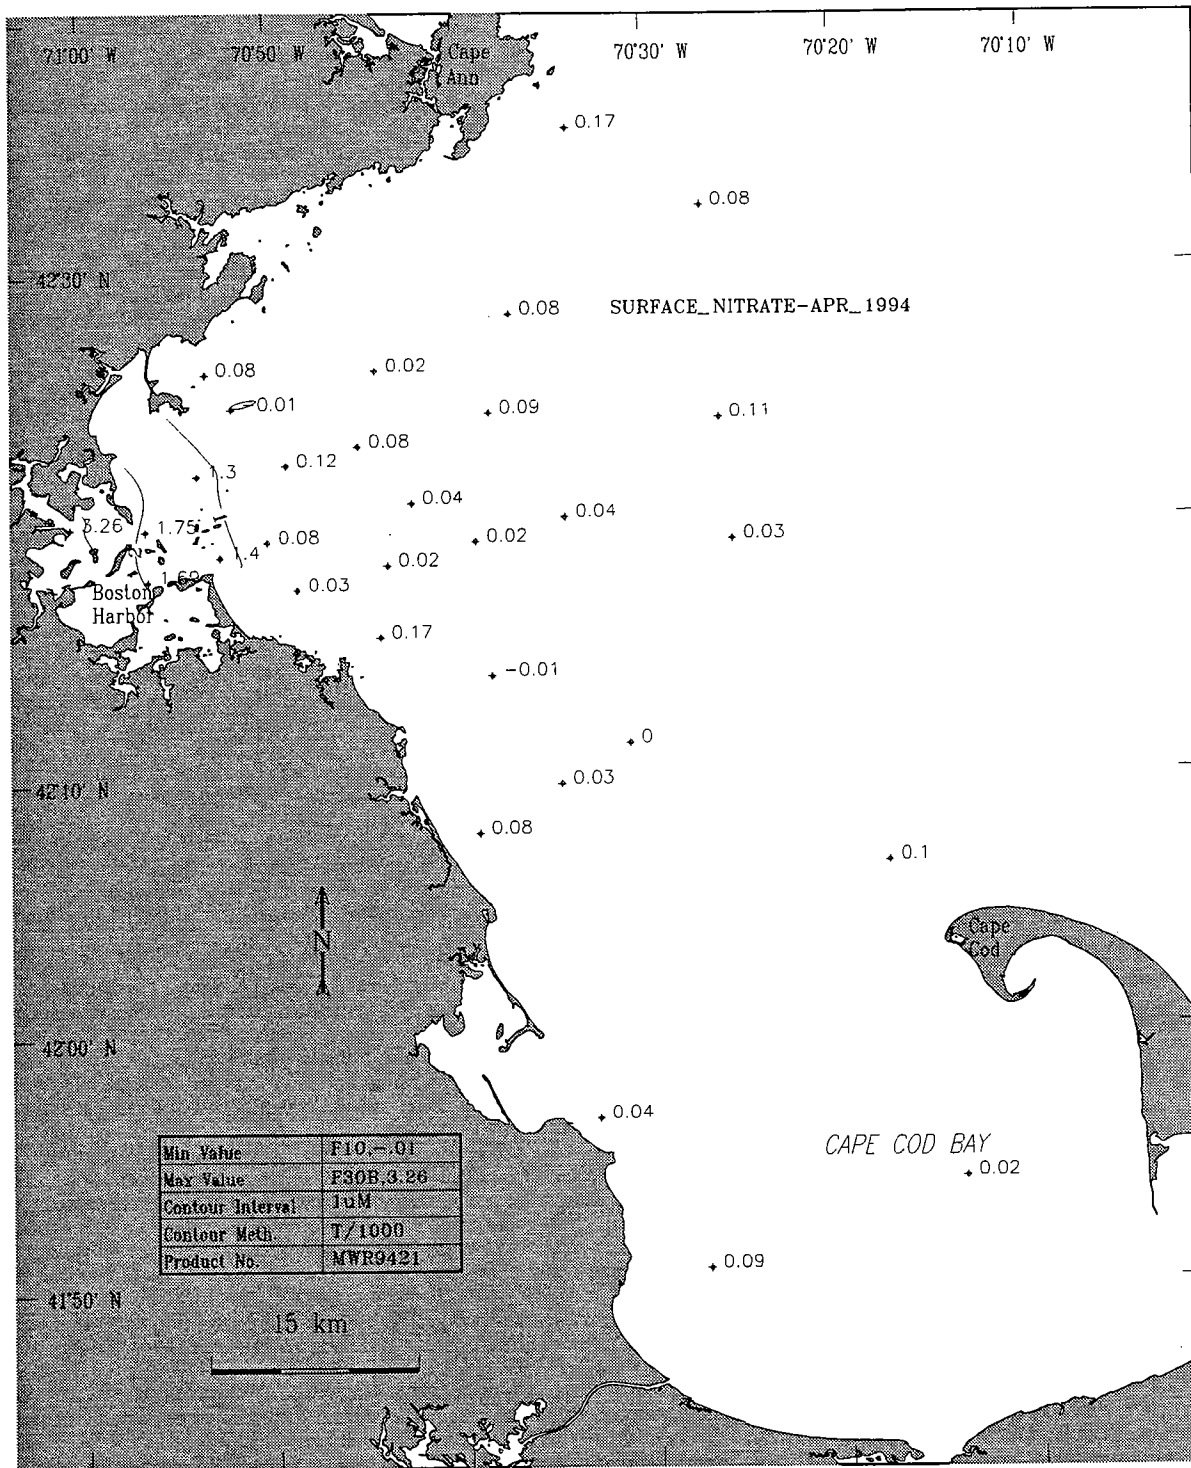 71°00' W
70°50' W
70°30' W
70°20' W
70°10' W
Cape
Ann
0.17
0.08
42°30' N
0.08
SURFACE_NITRATE-APR_1994
0.08
0.02
0.01
0.09
0.11
0.08
0.12
1.3
0.04
0.04
3.26
1.75
0.08
0.02
0.03
2
1.4
0.02
1.69
0.03
Boston
Harbor
0.17
-0.01
0
0.03
42°10' N
0.08
0.1
N
Cape
Cod
42°00' N
0.04
CAPE COD BAY
0.02
Min Value F10,-.01
Max Value F30B,3.26
Contour Interval 1uM
Contour Meth. T/1000
Product No. MWR9421
0.09
41°50' N
15 km